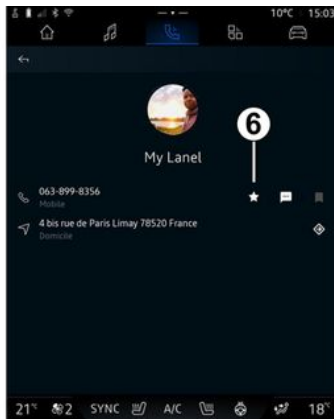 10°C 15:03
6
My Lanel
063-899-8356
Mobile
4 bis rue de Paris Limay 78520 France
Domicile
21°C 2 SYNC A/C 18°C